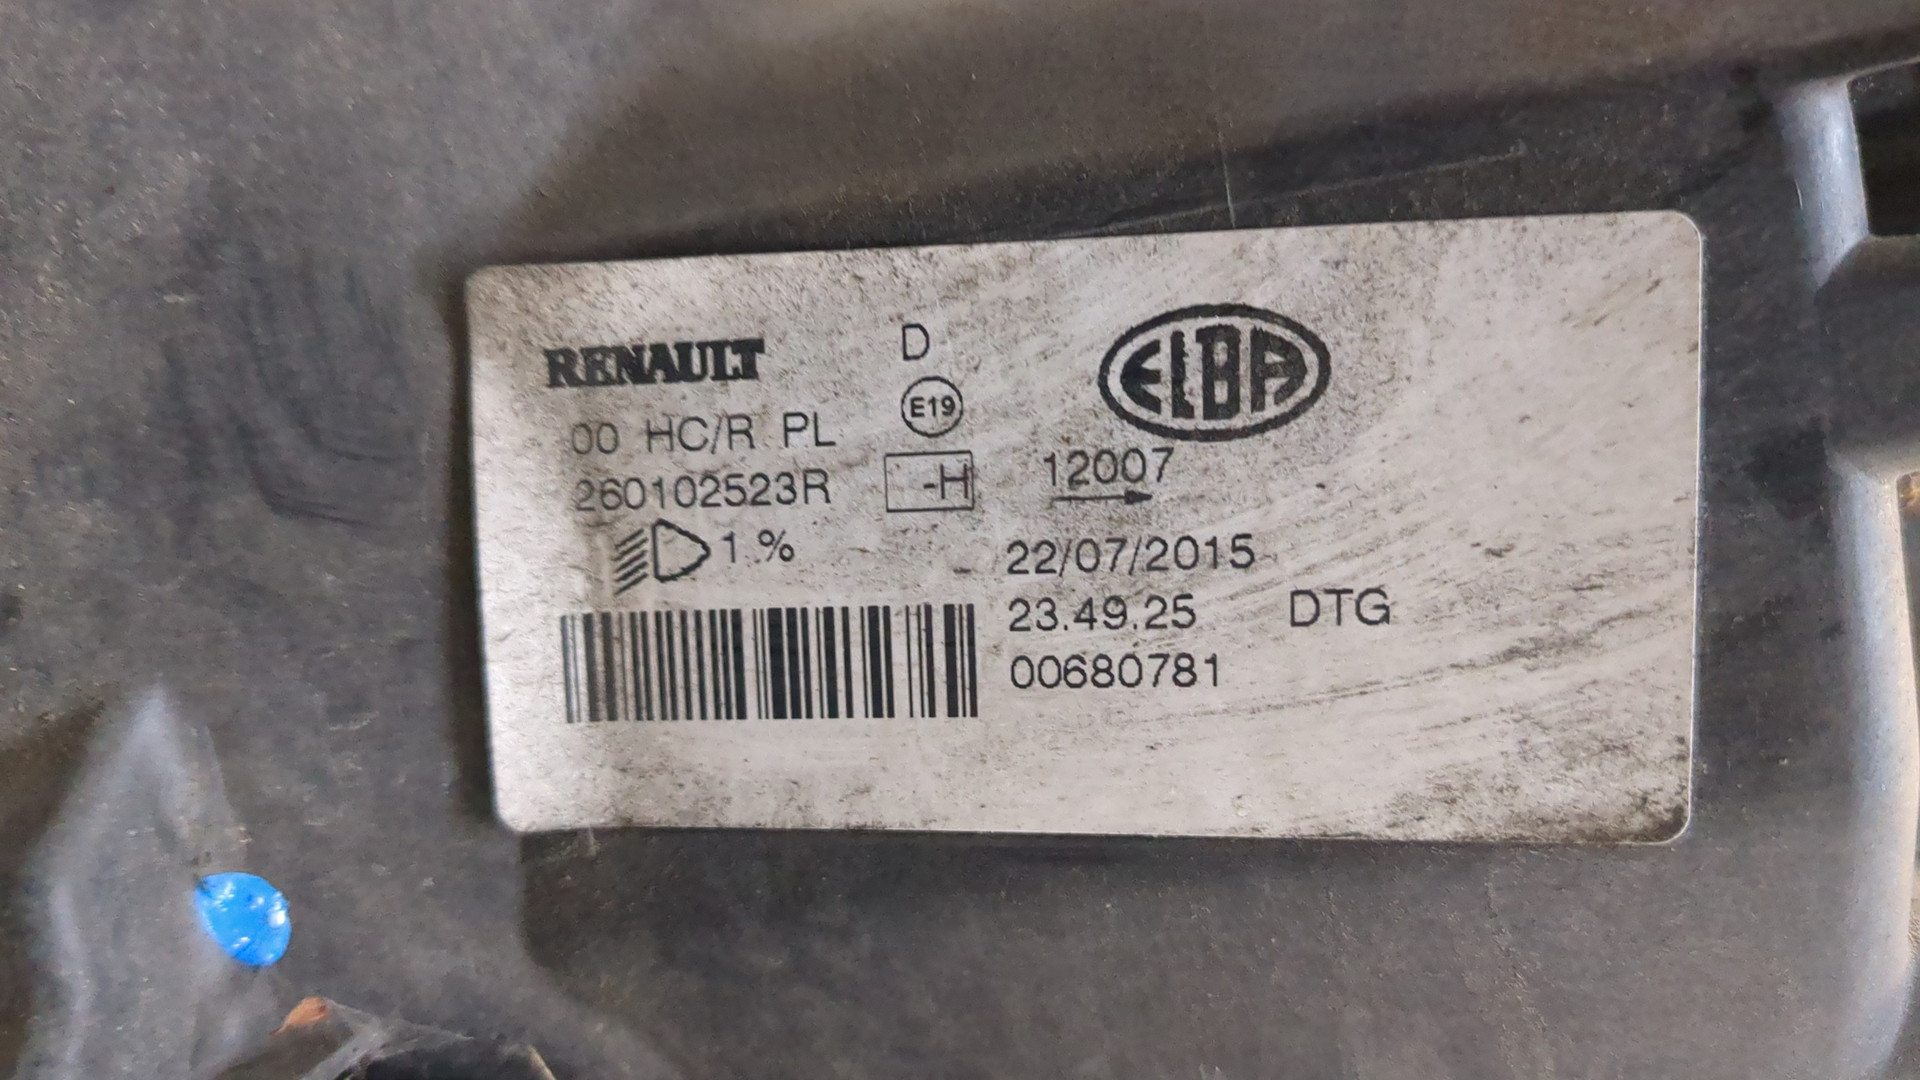 RENAULT
D
ELBA
E19
00 HC/R PL
260102523R
-H
12007
1.%
22/07/2015
23.49.25 DTG
00680781